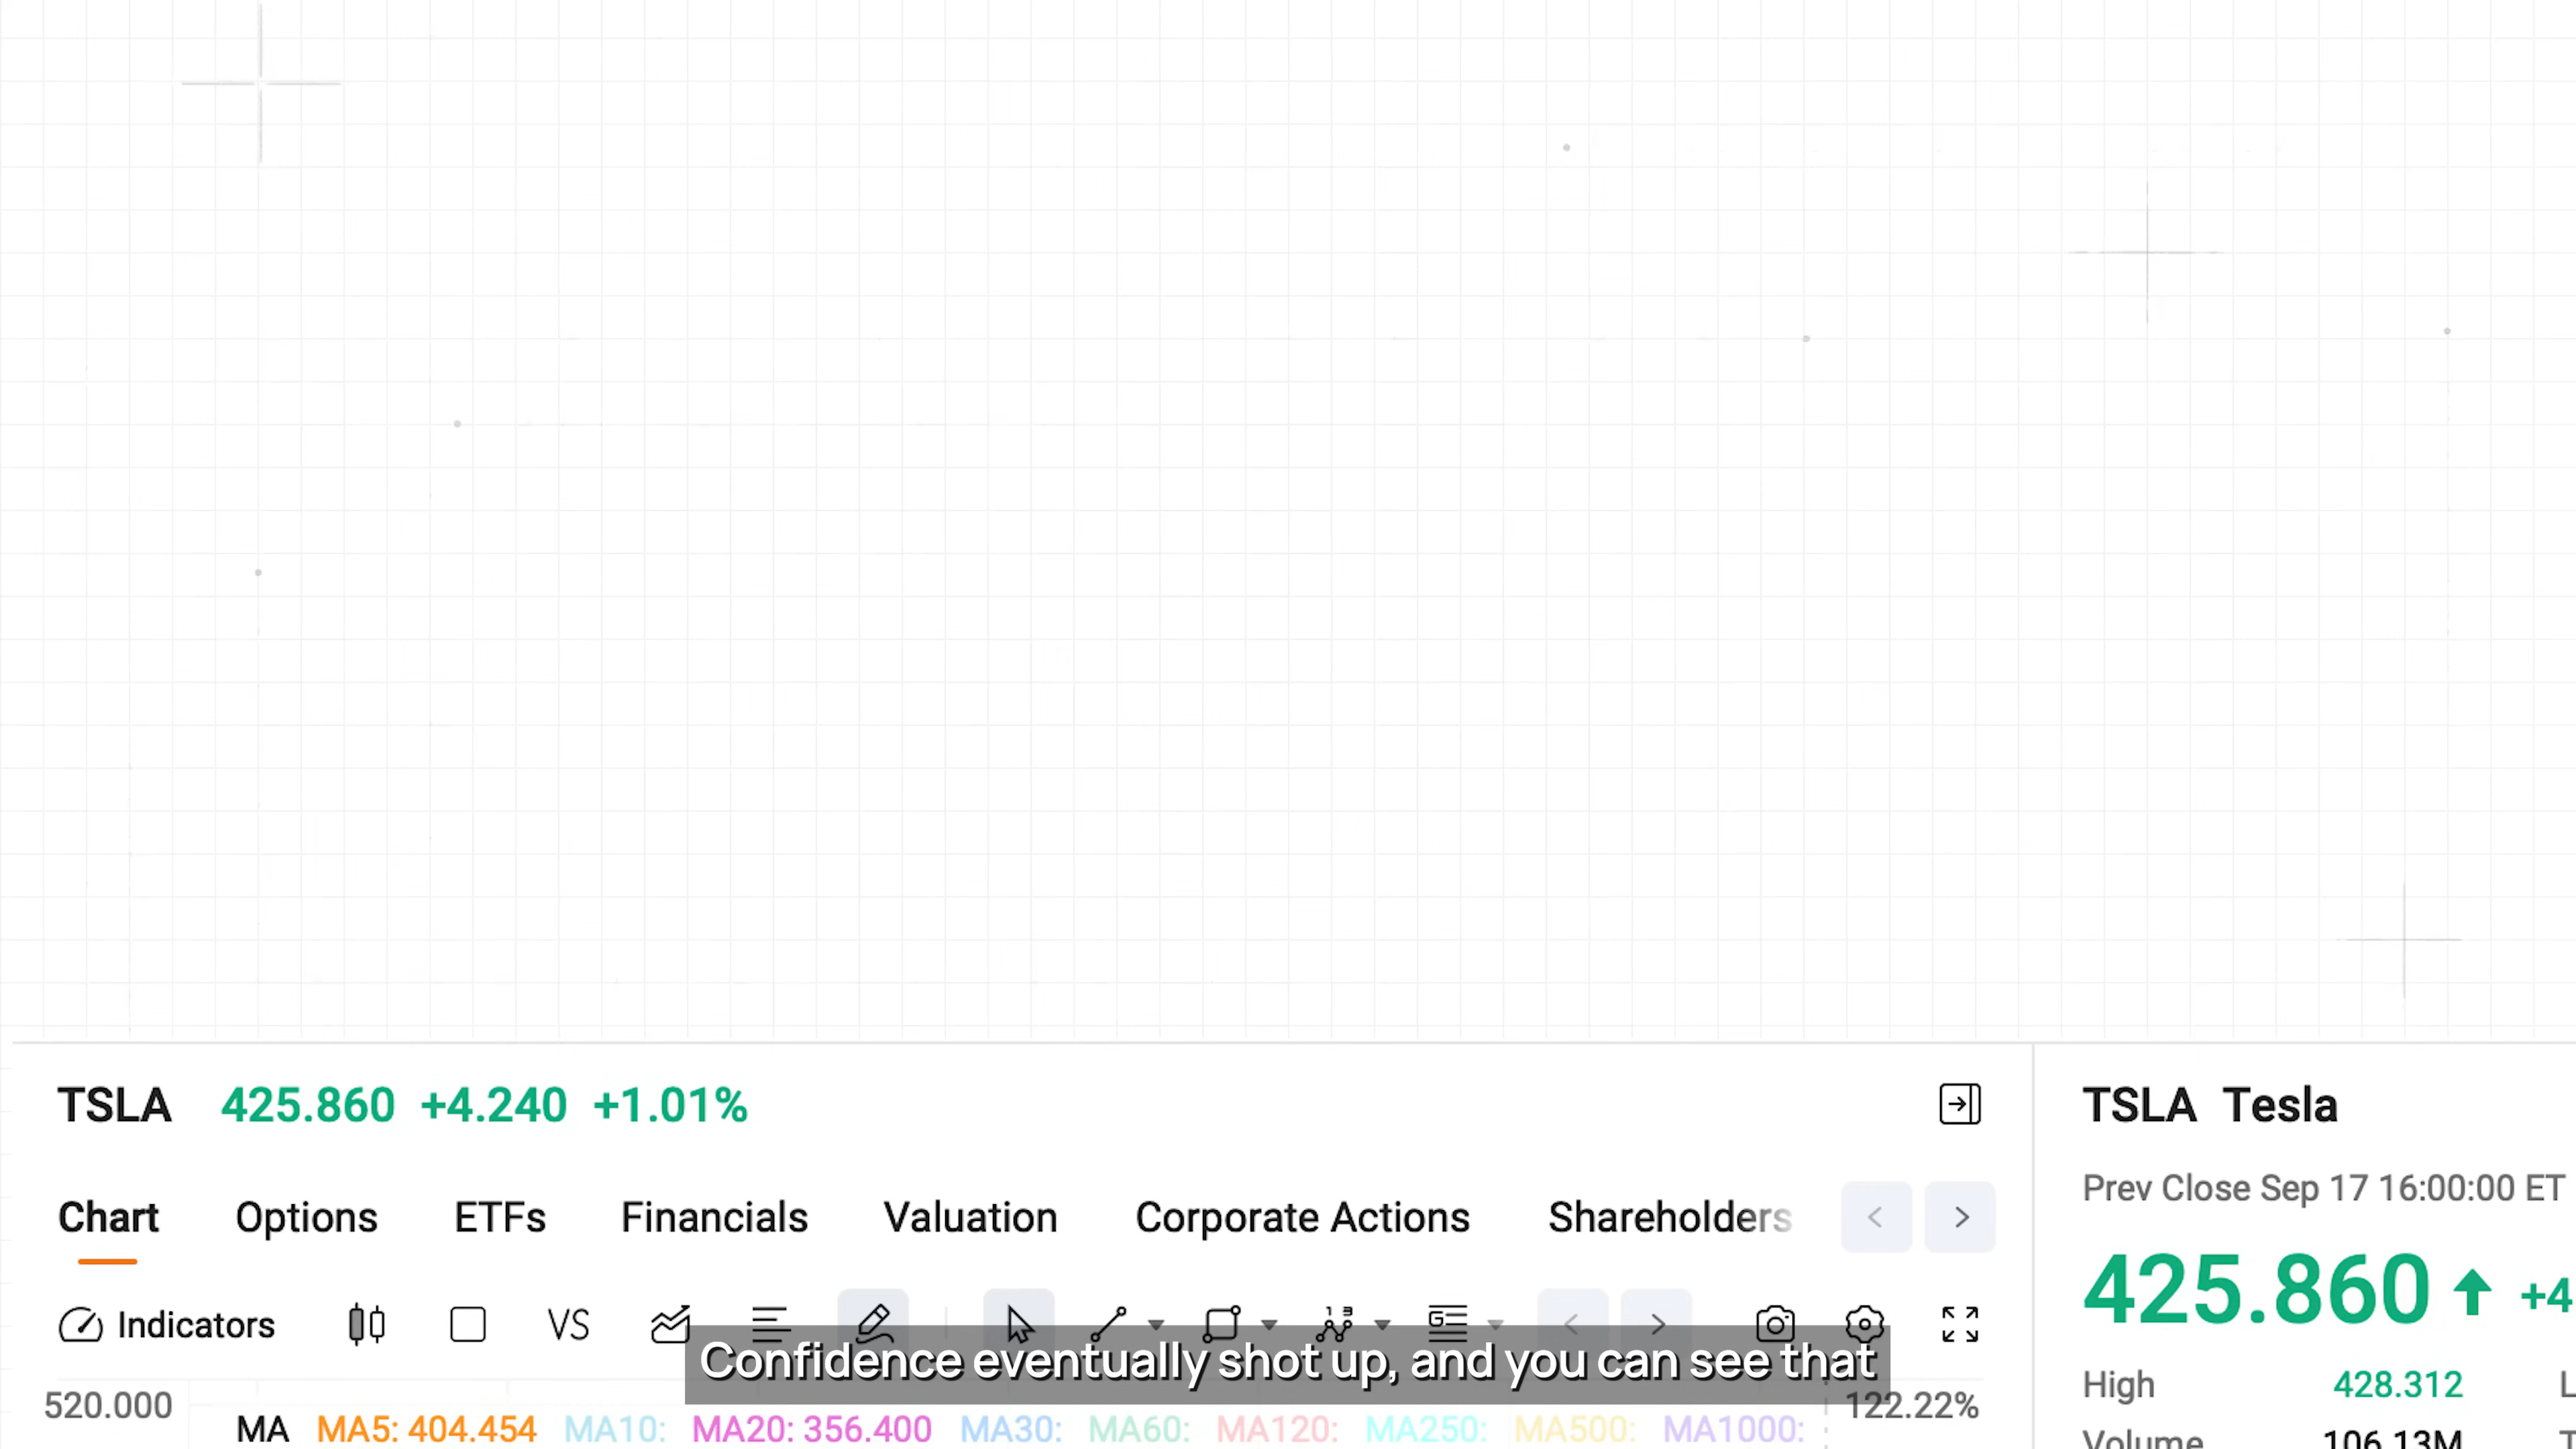 TSLA 425.860 +4.240 +1.01%
TSLA Tesla
Chart Options ETFs Financials Valuation Corporate Actions Shareholders
Prev Close Sep 17 16:00:00 ET
425.860 +4
Indicators VS
High 428.312 L
Confidence eventually shot up, and you can see that
520.000 122.22%
MA MA5: 404.454 MA10: MA20: 356.400 MA30: MA60: MA120: MA250: MA500: MA1000:
Volume 106.13M